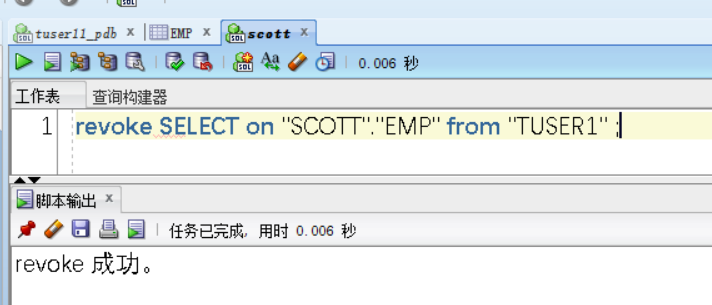 SQL
tuser11_pdb x EMP x scott x
0.006 秒
工作表 查询构建器
1 revoke SELECT on "SCOTT"."EMP" from "TUSER1" ;
脚本输出 x
任务已完成, 用时 0.006 秒
revoke 成功。